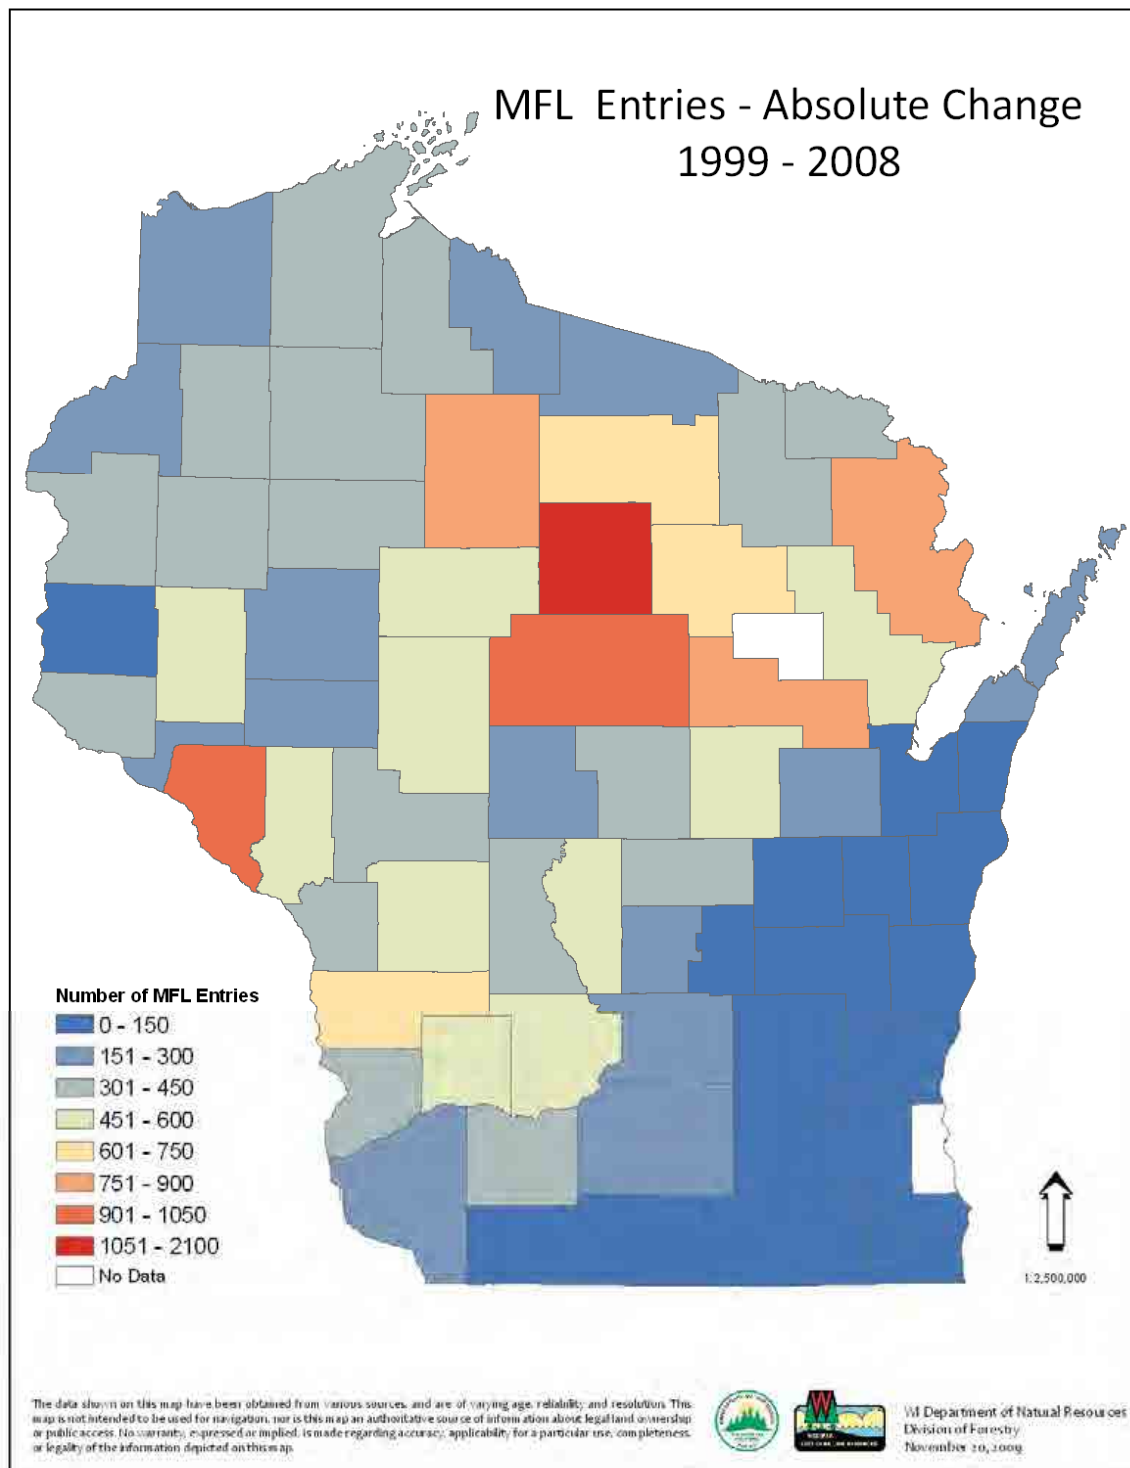 MFL Entries - Absolute Change
1999 - 2008
Number of MFL Entries
0 - 150
151 - 300
301 - 450
451 - 600
601 - 750
751 - 900
901 - 1050
1051 - 2100
No Data
1:2,500,000
The data shown on this map have been obtained from various sources, and are of varying age, reliability and resolution. This
map is not intended to be used for navigation, nor is this map an authoritative source of information about legal land ownership
or public access. No warranty, expressed or implied, is made regarding accuracy, applicability for a particular use, completeness,
or legality of the information depicted on this map.
WI Department of Natural Resources
Division of Forestry
November 20, 2009